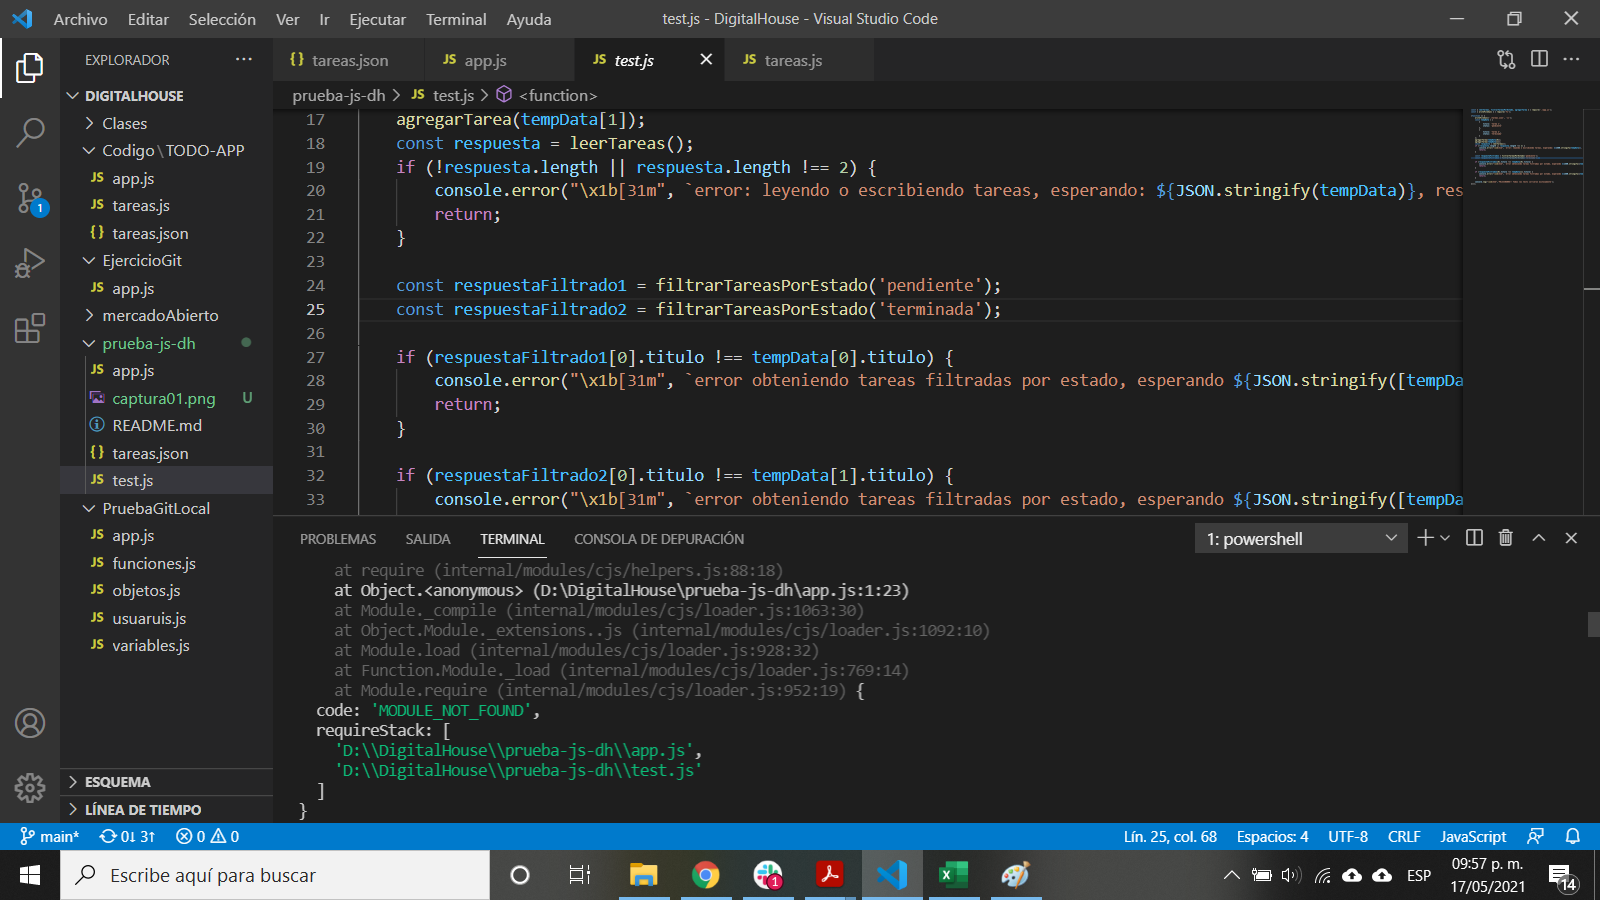 Archivo Editar Selección Ver Ir Ejecutar Terminal Ayuda
test.js - DigitalHouse - Visual Studio Code
EXPLORADOR
DIGITALHOUSE
Clases
Codigo\TODO-APP
JS app.js
JS tareas.js
{} tareas.json
EjercicioGit
JS app.js
mercadoAbierto
prueba-js-dh
JS app.js
captura01.png U
README.md
{} tareas.json
JS test.js
PruebaGitLocal
JS app.js
JS funciones.js
JS objetos.js
JS usuaruis.js
JS variables.js
ESQUEMA
LÍNEA DE TIEMPO
1
{} tareas.json
JS app.js
JS test.js
JS tareas.js
prueba-js-dh > JS test.js > <function>
17 agregarTarea(tempData[1]);
18 const respuesta = leerTareas();
19 if (!respuesta.length || respuesta.length !== 2) {
20 console.error("\x1b[31m", `error: leyendo o escribiendo tareas, esperando: ${JSON.stringify(tempData)}, res
21 return;
22 }
23
24 const respuestaFiltrado1 = filtrarTareasPorEstado('pendiente');
25 const respuestaFiltrado2 = filtrarTareasPorEstado('terminada');
26
27 if (respuestaFiltrado1[0].titulo !== tempData[0].titulo) {
28 console.error("\x1b[31m", `error obteniendo tareas filtradas por estado, esperando ${JSON.stringify([tempDa
29 return;
30 }
31
32 if (respuestaFiltrado2[0].titulo !== tempData[1].titulo) {
33 console.error("\x1b[31m", `error obteniendo tareas filtradas por estado, esperando ${JSON.stringify([tempDa
PROBLEMAS SALIDA TERMINAL CONSOLA DE DEPURACIÓN
1: powershell
at require (internal/modules/cjs/helpers.js:88:18)
at Object.<anonymous> (D:\DigitalHouse\prueba-js-dh\app.js:1:23)
at Module._compile (internal/modules/cjs/loader.js:1063:30)
at Object.Module._extensions..js (internal/modules/cjs/loader.js:1092:10)
at Module.load (internal/modules/cjs/loader.js:928:32)
at Function.Module._load (internal/modules/cjs/loader.js:769:14)
at Module.require (internal/modules/cjs/loader.js:952:19) {
code: 'MODULE_NOT_FOUND',
requireStack: [
'D:\\DigitalHouse\\prueba-js-dh\\app.js',
'D:\\DigitalHouse\\prueba-js-dh\\test.js'
]
}
main* 0↓ 3↑ 0 0
Lín. 25, col. 68 Espacios: 4 UTF-8 CRLF JavaScript
Escribe aquí para buscar
1
ESP
09:57 p. m.
17/05/2021
14